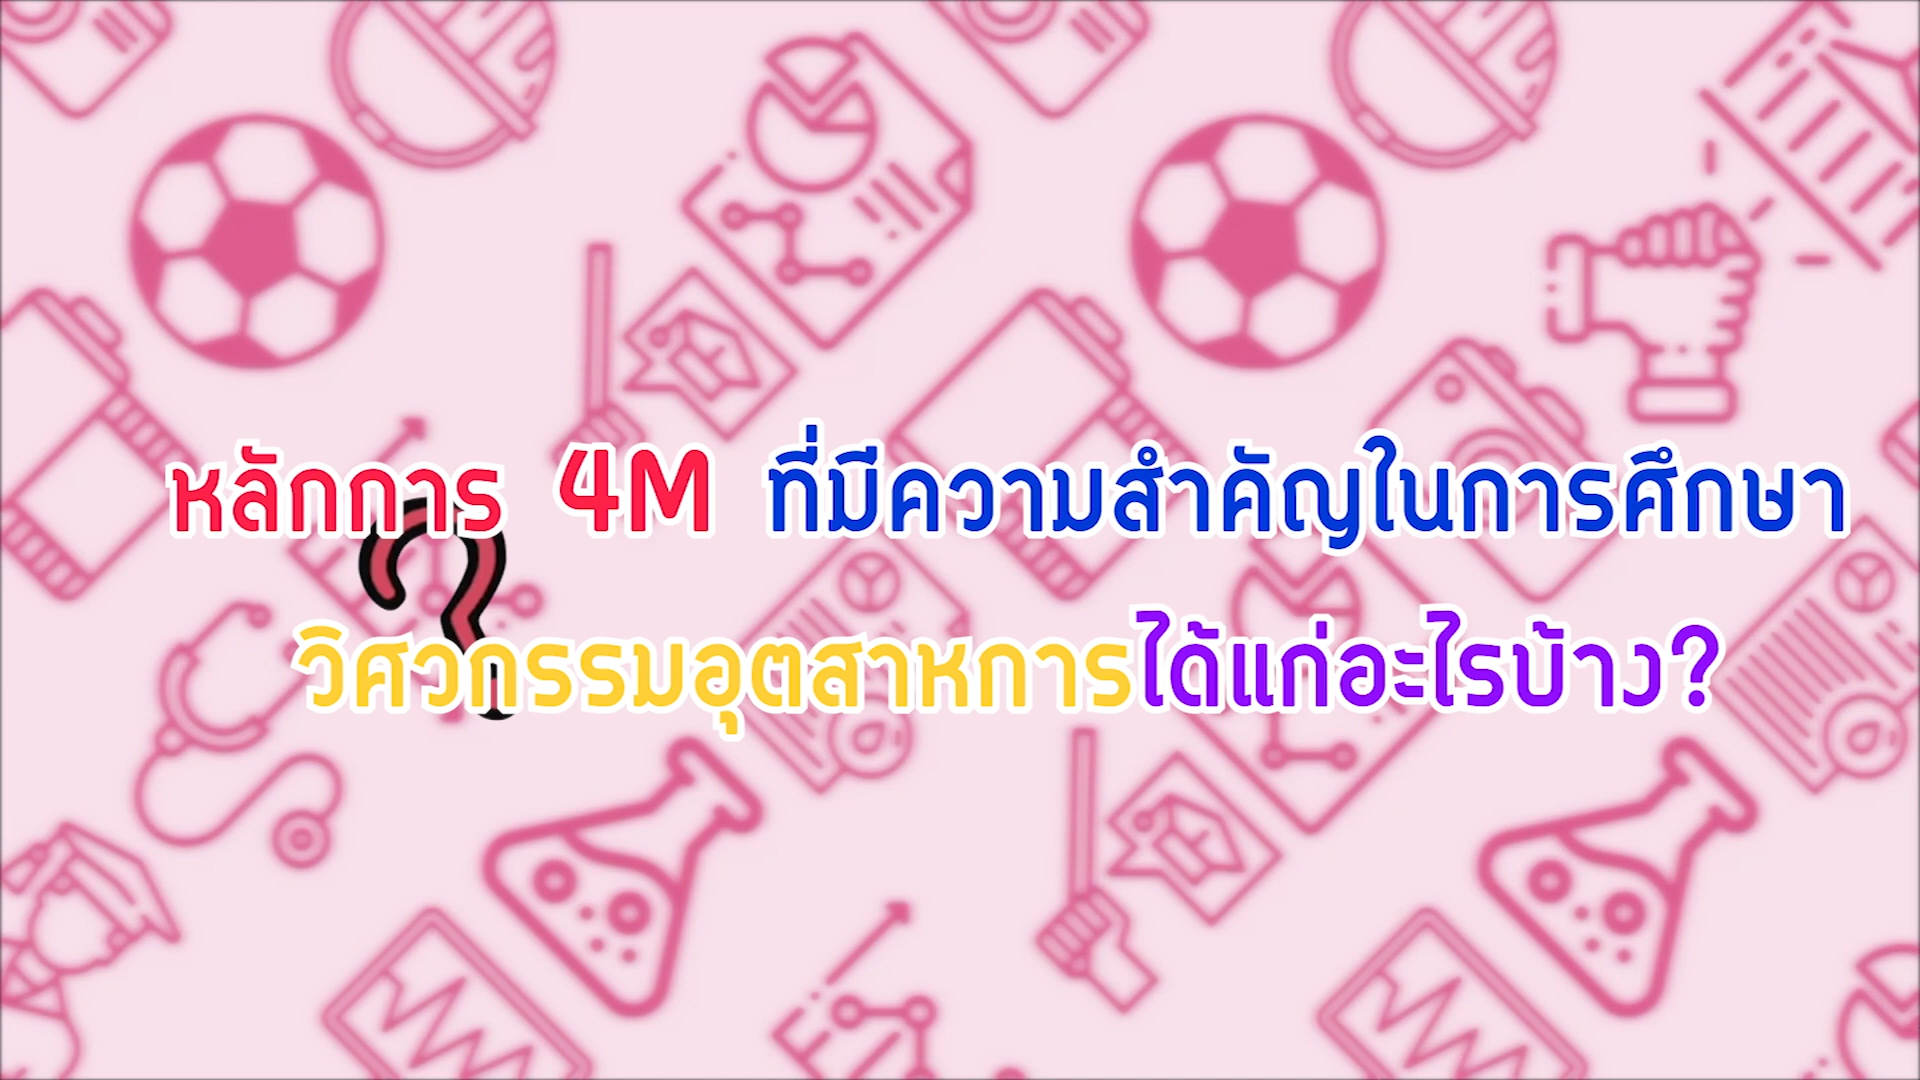 หลักการ 4M ที่มีความสำคัญในการศึกษา
วิศวกรรมอุตสาหการได้แก่อะไรบ้าง?